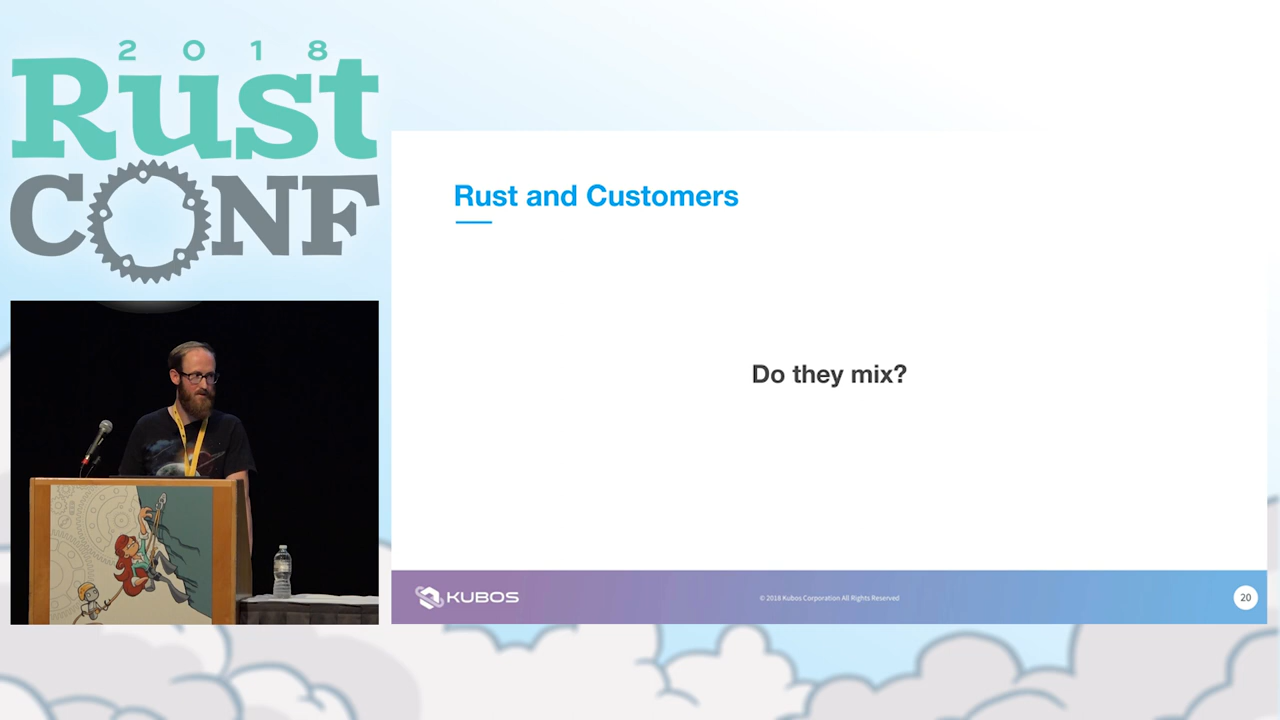 2018
Rust
CONF
Rust and Customers
Do they mix?
KUBOS
© 2018 Kubos Corporation All Rights Reserved
20